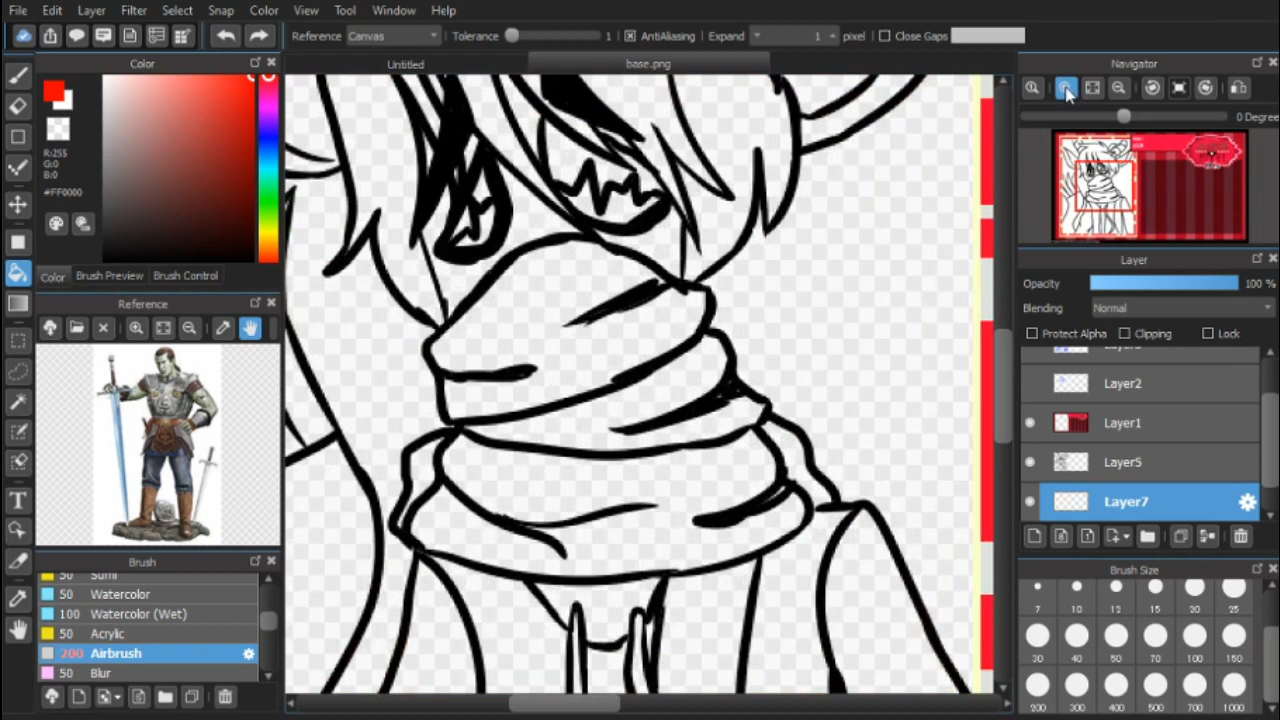 File Edit Layer Filter Select Snap Color View Tool Window Help
Reference Canvas Tolerance 1 AntiAliasing Expand 1 pixel Close Gaps
Color
Untitled base.png
Navigator
0 Degree
R:255
G:0
B:0
#FF0000
Color Brush Preview Brush Control
Reference
Layer
Opacity 100 %
Blending Normal
Protect Alpha Clipping Lock
Layer2
Layer1
Layer5
Layer7
Brush
50 Sumi
50 Watercolor
100 Watercolor (Wet)
50 Acrylic
200 Airbrush
50 Blur
Brush Size
7 10 12 15 20 25
30 40 50 70 100 150
200 300 400 500 700 1000
T